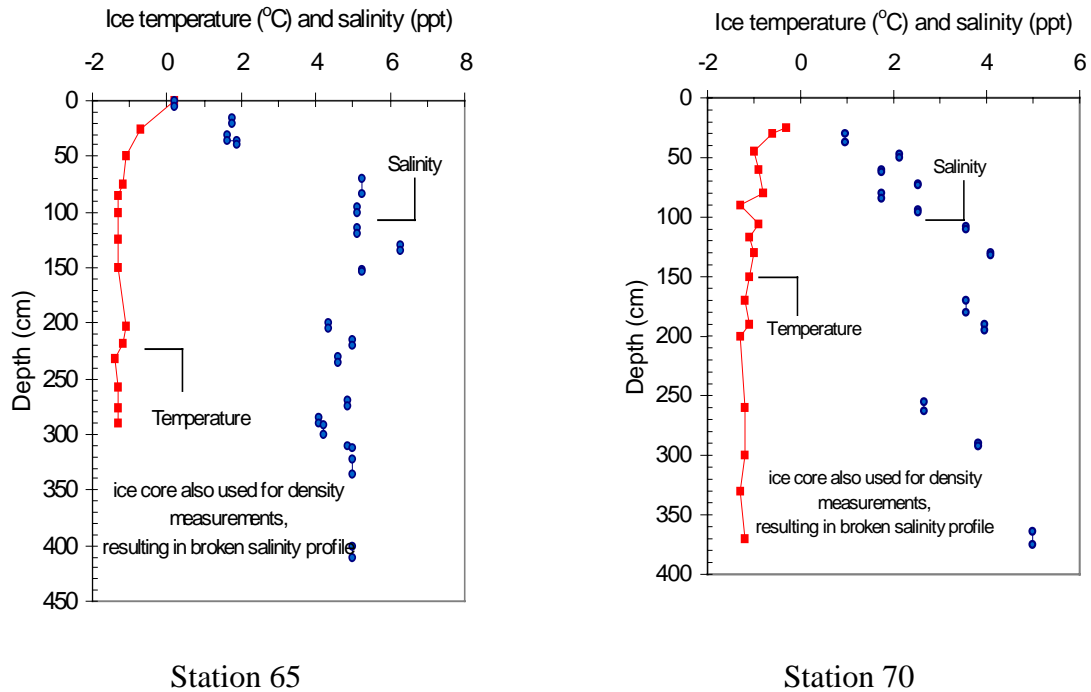 Ice temperature (°C) and salinity (ppt)
-2 0 2 4 6 8
0
50
100
150
200
250
300
350
400
450
Depth (cm)
Salinity
Temperature
ice core also used for density
measurements,
resulting in broken salinity profile
Station 65
Ice temperature (°C) and salinity (ppt)
-2 0 2 4 6
0
50
100
150
200
250
300
350
400
Depth (cm)
Salinity
Temperature
ice core also used for density
measurements,
resulting in broken salinity profile
Station 70